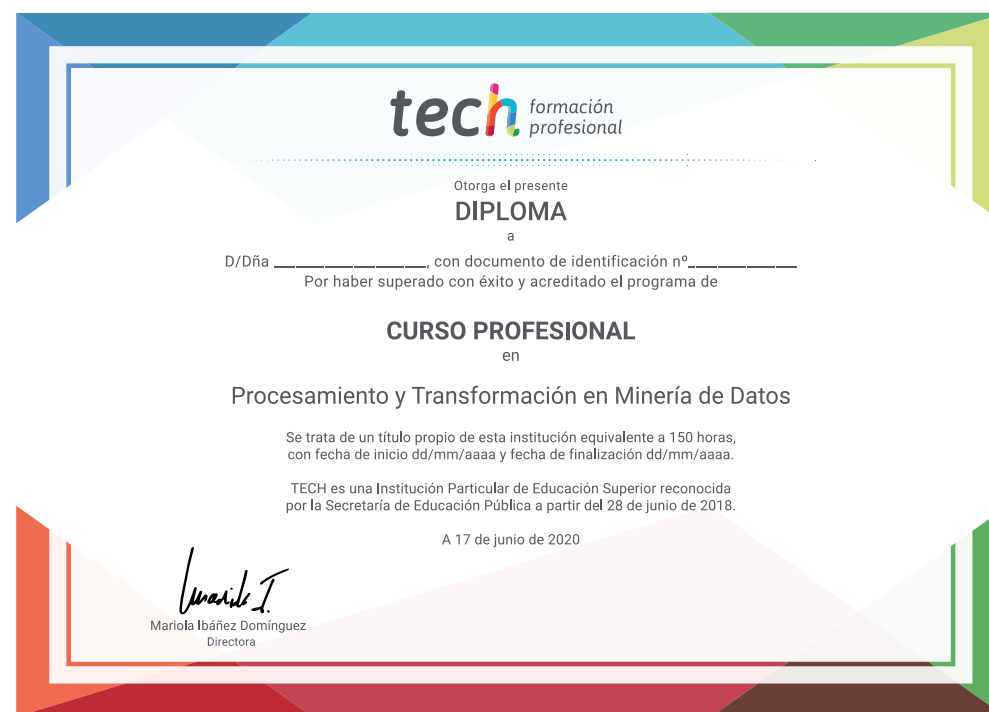 tech formación
profesional
Otorga el presente
DIPLOMA
a
D/Dña ____________________, con documento de identificación nº______________
Por haber superado con éxito y acreditado el programa de
CURSO PROFESIONAL
en
Procesamiento y Transformación en Minería de Datos
Se trata de un título propio de esta institución equivalente a 150 horas,
con fecha de inicio dd/mm/aaaa y fecha de finalización dd/mm/aaaa.
TECH es una Institución Particular de Educación Superior reconocida
por la Secretaría de Educación Pública a partir del 28 de junio de 2018.
A 17 de junio de 2020
Mariola Ibáñez Domínguez
Directora